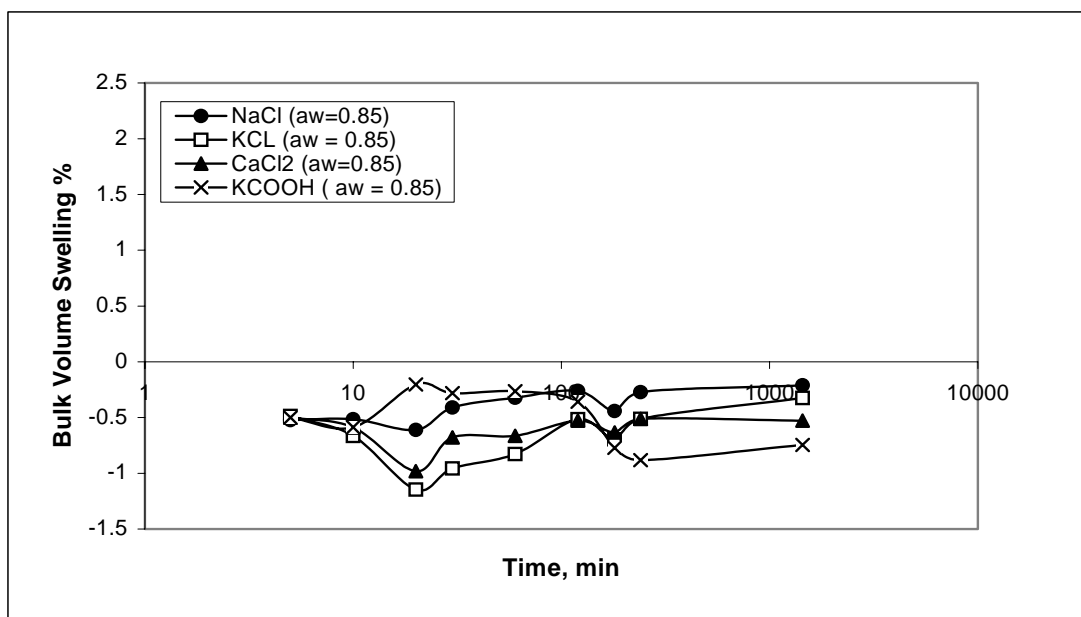 2.5
NaCl (aw=0.85)
KCL (aw = 0.85)
CaCl2 (aw=0.85)
KCOOH ( aw = 0.85)
2
1.5
1
0.5
0
-0.5
-1
-1.5
1
10
100
1000
10000
Bulk Volume Swelling %
Time, min